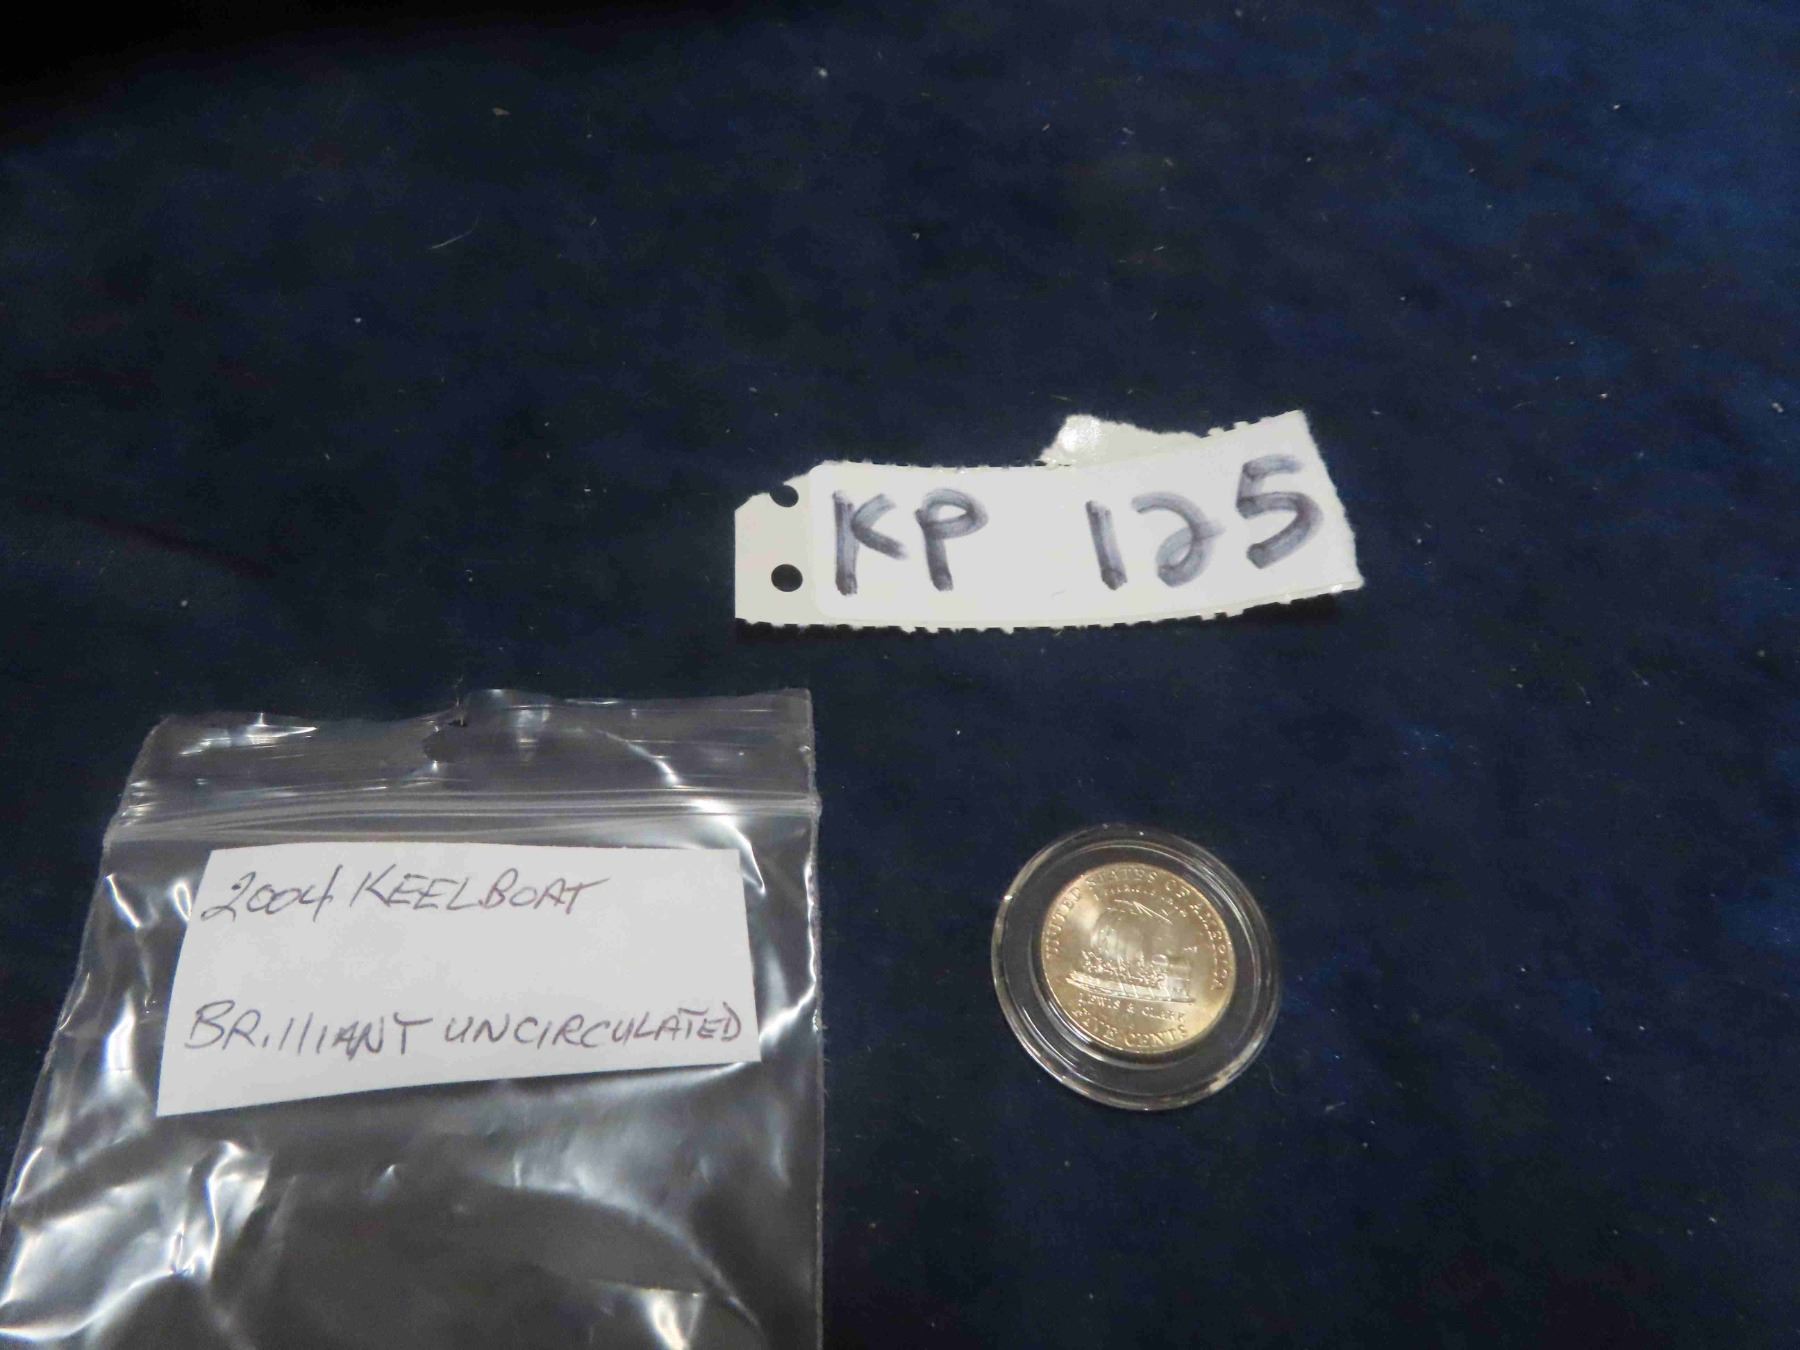 KP 125
2004 KEELBOAT
BRILLIANT UNCIRCULATED
UNITED STATES OF AMERICA
LEWIS & CLARK
FIVE CENTS